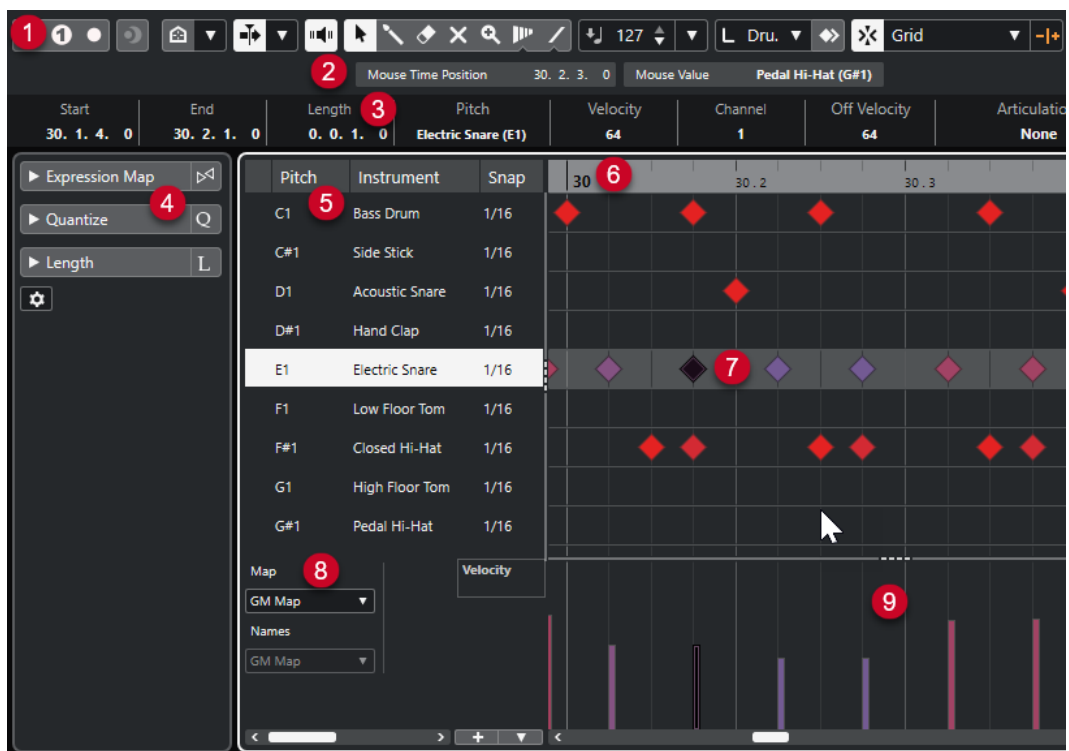 1 1 127 L Dru. Grid
2 Mouse Time Position 30. 2. 3. 0 Mouse Value Pedal Hi-Hat (G#1)
Start End Length 3 Pitch Velocity Channel Off Velocity Articulatio
30. 1. 4. 0 30. 2. 1. 0 0. 0. 1. 0 Electric Snare (E1) 64 1 64 None
Expression Map
4
Quantize Q
Length L
Pitch Instrument Snap
5
30 6 30.2 30.3
C1 Bass Drum 1/16
C#1 Side Stick 1/16
D1 Acoustic Snare 1/16
D#1 Hand Clap 1/16
E1 Electric Snare 1/16 7
F1 Low Floor Tom 1/16
F#1 Closed Hi-Hat 1/16
G1 High Floor Tom 1/16
G#1 Pedal Hi-Hat 1/16
Map 8 Velocity
GM Map
9
Names
GM Map